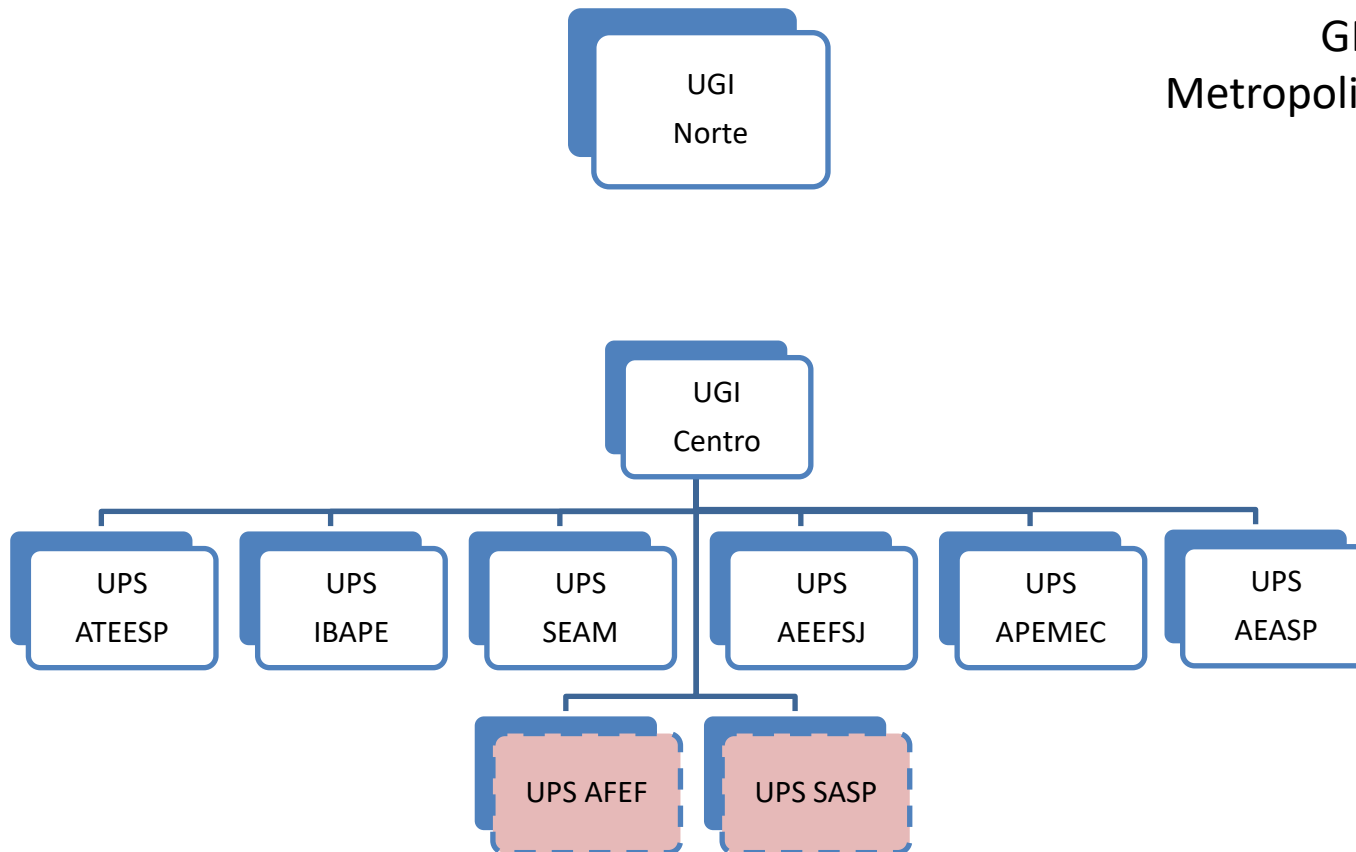 UGI
Norte
UGI
Centro
UPS
ATEESP
UPS
IBAPE
UPS
SEAM
UPS
AEEFSJ
UPS
APEMEC
UPS
AEASP
UPS AFEF
UPS SASP